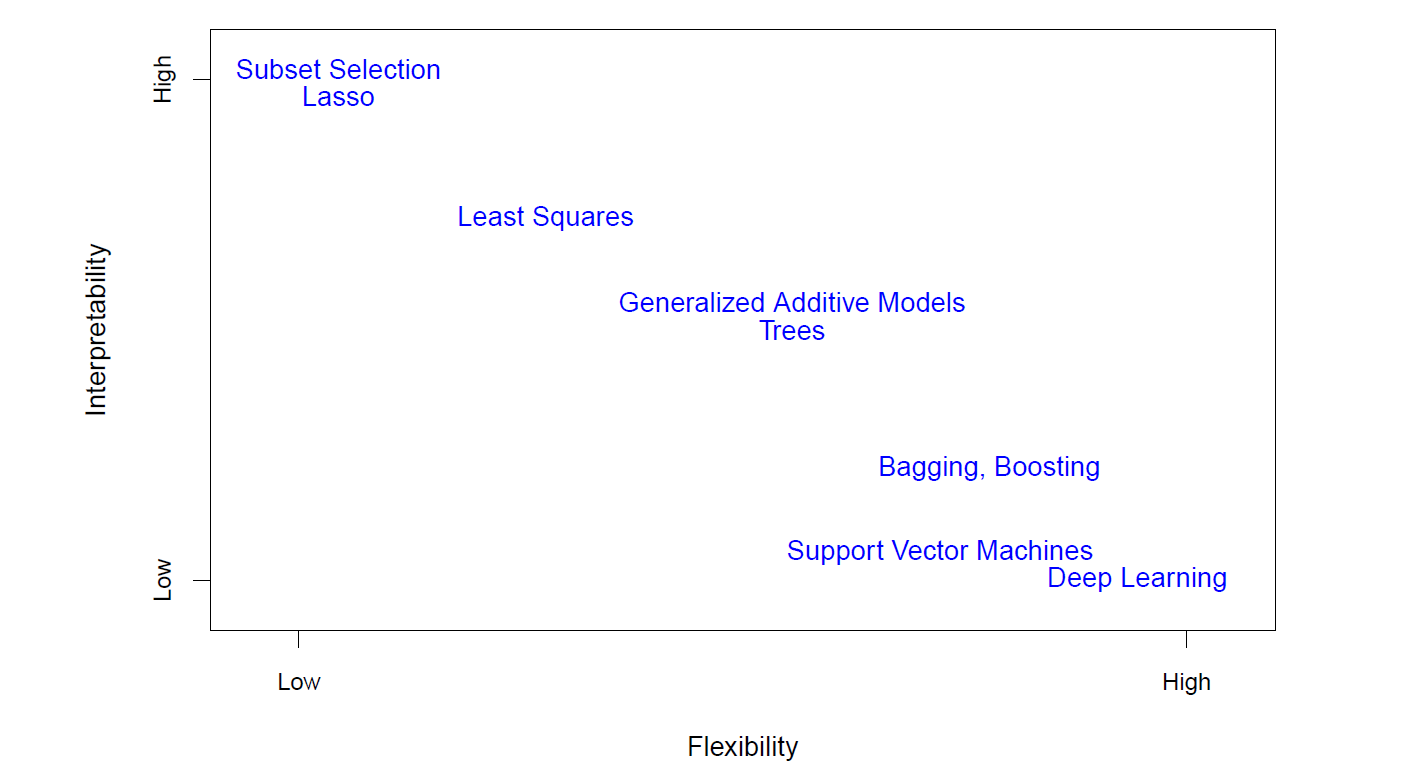 High
Subset Selection
Lasso
Least Squares
Interpretability
Generalized Additive Models
Trees
Bagging, Boosting
Support Vector Machines
Low
Deep Learning
Low
High
Flexibility